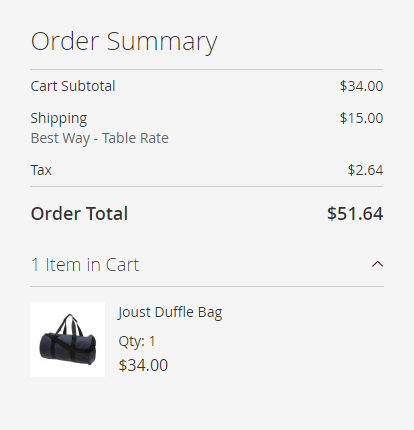 Order Summary
Cart Subtotal $34.00
Shipping $15.00
Best Way - Table Rate
Tax $2.64
Order Total $51.64
1 Item in Cart
Joust Duffle Bag
Qty: 1
$34.00